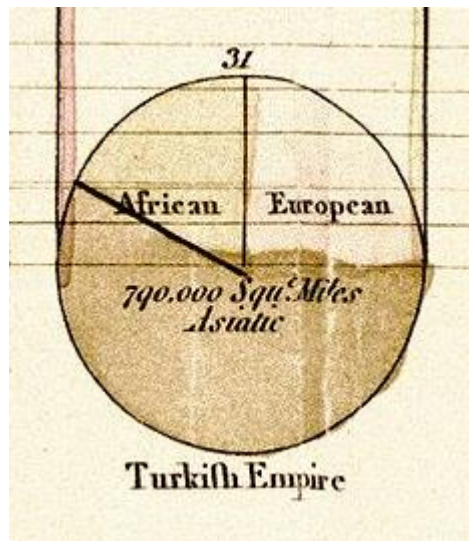 31
African European
790.000 Squ.ᵗ Miles
Asiatic
Turkiſh Empire